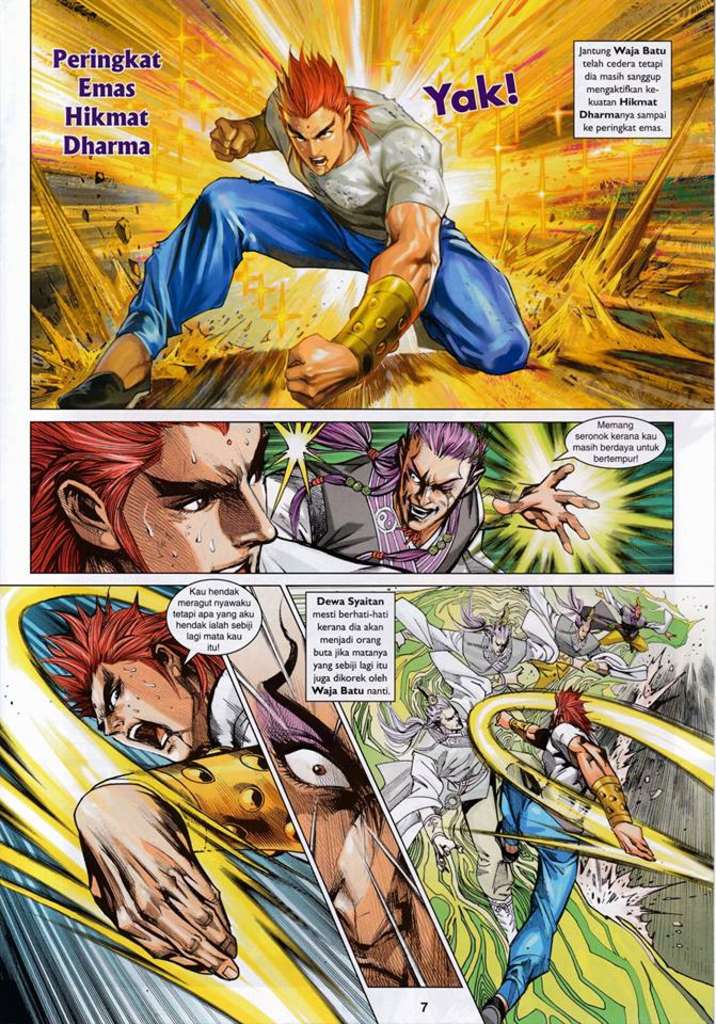 Peringkat
Emas
Hikmat
Dharma
Yak!
Jantung Waja Batu
telah cedera tetapi
dia masih sanggup
mengaktifkan ke-
kuatan Hikmat
Dharmanya sampai
ke peringkat emas.
Memang
seronok kerana kau
masih berdaya untuk
bertempur!
Kau hendak
meragut nyawaku
tetapi apa yang aku
hendak ialah sebiji
lagi mata kau
itu!
Dewa Syaitan
mesti berhati-hati
kerana dia akan
menjadi orang
buta jika matanya
yang sebiji lagi itu
juga dikorek oleh
Waja Batu nanti.
7